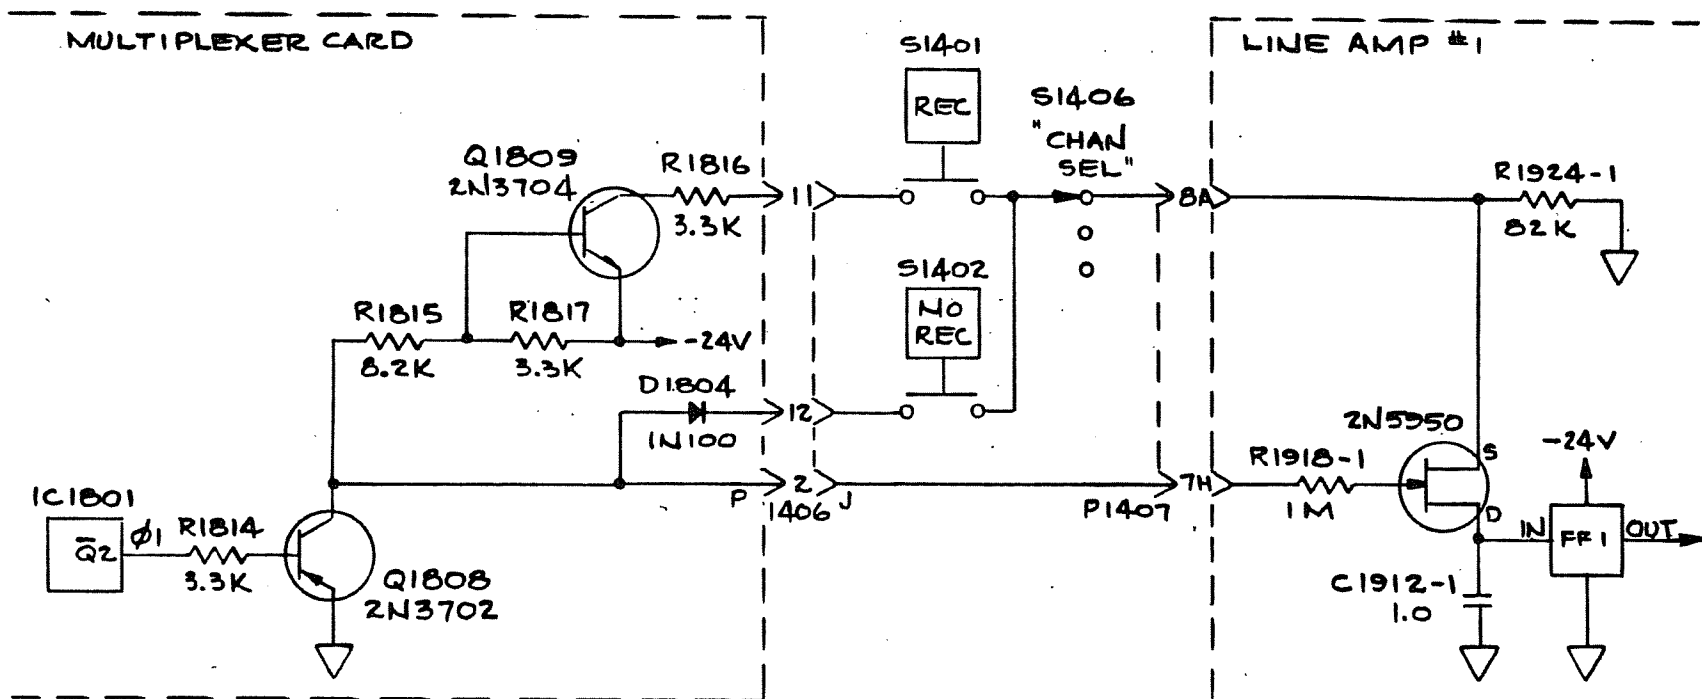 MULTIPLEXER CARD
S1401
REC
S1406
"CHAN
SEL"
LINE AMP #1
Q1809
2N3704
R1816
3.3K
11
8A
R1924-1
82K
S1402
NO
REC
R1815
8.2K
R1817
3.3K
-24V
D1804
1N100
12
2N5950
S
D
-24V
IC1801
Q̅2
φ1
R1814
3.3K
Q1808
2N3702
P
2
J
1406
P1407
7H
R1918-1
1M
IN
FF1
OUT
C1912-1
1.0